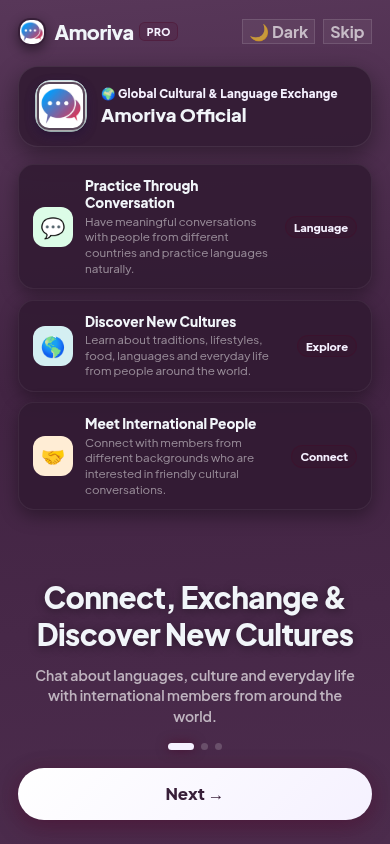 Amoriva PRO
🌙 Dark
Skip
🌍 Global Cultural & Language Exchange
Amoriva Official
Practice Through
Conversation
Have meaningful conversations
with people from different
countries and practice languages
naturally.
Language
Discover New Cultures
Learn about traditions, lifestyles,
food, languages and everyday life
from people around the world.
Explore
Meet International People
Connect with members from
different backgrounds who are
interested in friendly cultural
conversations.
Connect
Connect, Exchange &
Discover New Cultures
Chat about languages, culture and everyday life
with international members from around the
world.
Next →